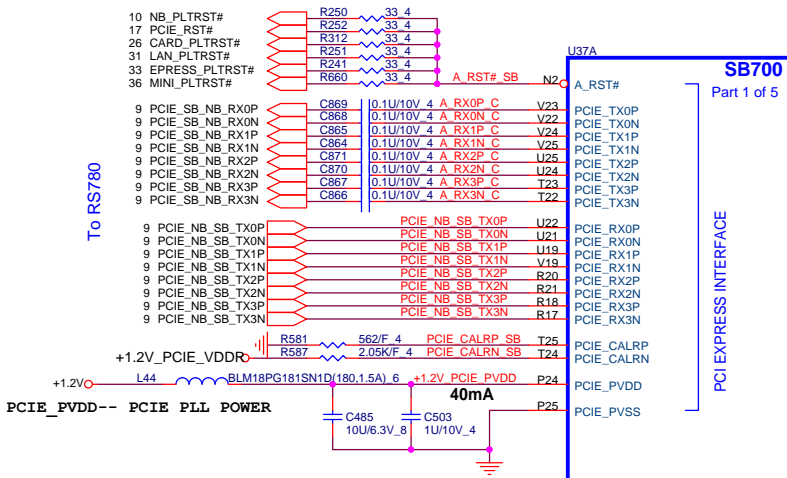 U37A
SB700
Part 1 of 5
10 NB_PLTRST# R250 33_4
17 PCIE_RST# R252 33_4
26 CARD_PLTRST# R312 33_4
31 LAN_PLTRST# R251 33_4
33 EPRESS_PLTRST# R241 33_4
36 MINI_PLTRST# R660 33_4 A_RST#_SB N2 A_RST#
9 PCIE_SB_NB_RX0P C869 0.1U/10V_4 A_RX0P_C V23 PCIE_TX0P
9 PCIE_SB_NB_RX0N C868 0.1U/10V_4 A_RX0N_C V22 PCIE_TX0N
9 PCIE_SB_NB_RX1P C865 0.1U/10V_4 A_RX1P_C V24 PCIE_TX1P
9 PCIE_SB_NB_RX1N C864 0.1U/10V_4 A_RX1N_C V25 PCIE_TX1N
9 PCIE_SB_NB_RX2P C871 0.1U/10V_4 A_RX2P_C U25 PCIE_TX2P
9 PCIE_SB_NB_RX2N C870 0.1U/10V_4 A_RX2N_C U24 PCIE_TX2N
9 PCIE_SB_NB_RX3P C867 0.1U/10V_4 A_RX3P_C T23 PCIE_TX3P
9 PCIE_SB_NB_RX3N C866 0.1U/10V_4 A_RX3N_C T22 PCIE_TX3N
To RS780
9 PCIE_NB_SB_TX0P PCIE_NB_SB_TX0P U22 PCIE_RX0P
9 PCIE_NB_SB_TX0N PCIE_NB_SB_TX0N U21 PCIE_RX0N
9 PCIE_NB_SB_TX1P PCIE_NB_SB_TX1P U19 PCIE_RX1P
9 PCIE_NB_SB_TX1N PCIE_NB_SB_TX1N V19 PCIE_RX1N
9 PCIE_NB_SB_TX2P PCIE_NB_SB_TX2P R20 PCIE_RX2P
9 PCIE_NB_SB_TX2N PCIE_NB_SB_TX2N R21 PCIE_RX2N
9 PCIE_NB_SB_TX3P PCIE_NB_SB_TX3P R18 PCIE_RX3P
9 PCIE_NB_SB_TX3N PCIE_NB_SB_TX3N R17 PCIE_RX3N
PCI EXPRESS INTERFACE
R581 562/F_4 PCIE_CALRP_SB T25 PCIE_CALRP
+1.2V_PCIE_VDDR R587 2.05K/F_4 PCIE_CALRN_SB T24 PCIE_CALRN
+1.2V L44 BLM18PG181SN1D(180,1.5A)_6 +1.2V_PCIE_PVDD P24 PCIE_PVDD
40mA
PCIE_PVDD-- PCIE PLL POWER
P25 PCIE_PVSS
C485 C503
10U/6.3V_8 1U/10V_4